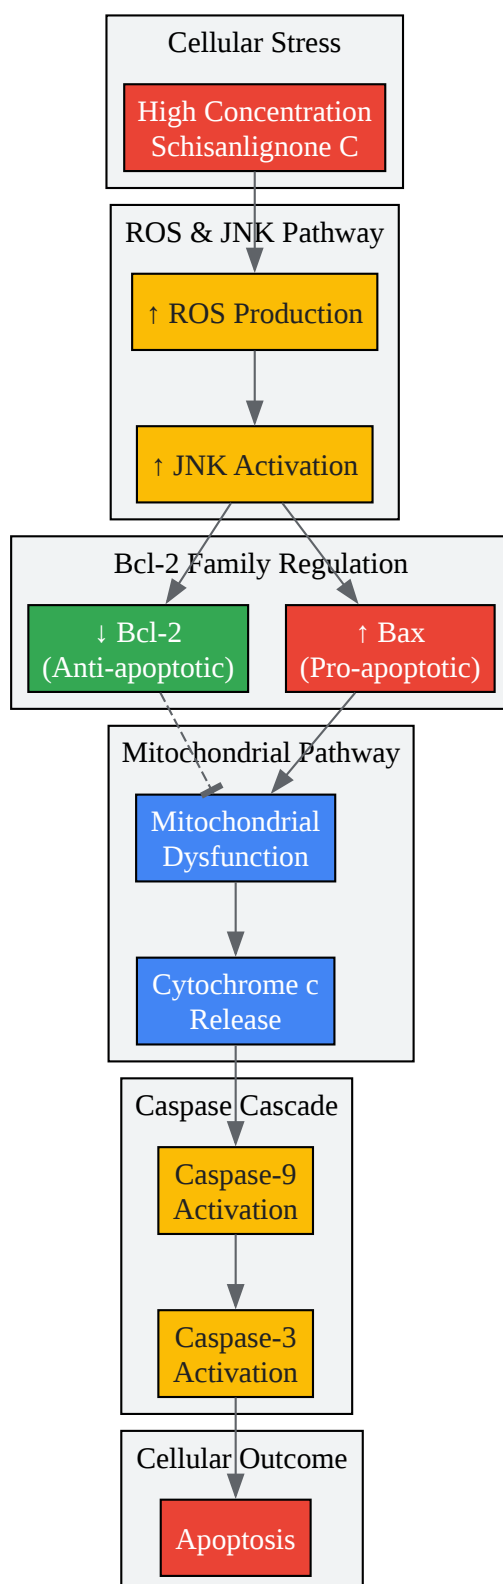 Cellular Stress
High Concentration
Schisanlignone C
ROS & JNK Pathway
↑ ROS Production
↑ JNK Activation
Bcl-2 Family Regulation
↓ Bcl-2
(Anti-apoptotic)
↑ Bax
(Pro-apoptotic)
Mitochondrial Pathway
Mitochondrial
Dysfunction
Cytochrome c
Release
Caspase Cascade
Caspase-9
Activation
Caspase-3
Activation
Cellular Outcome
Apoptosis